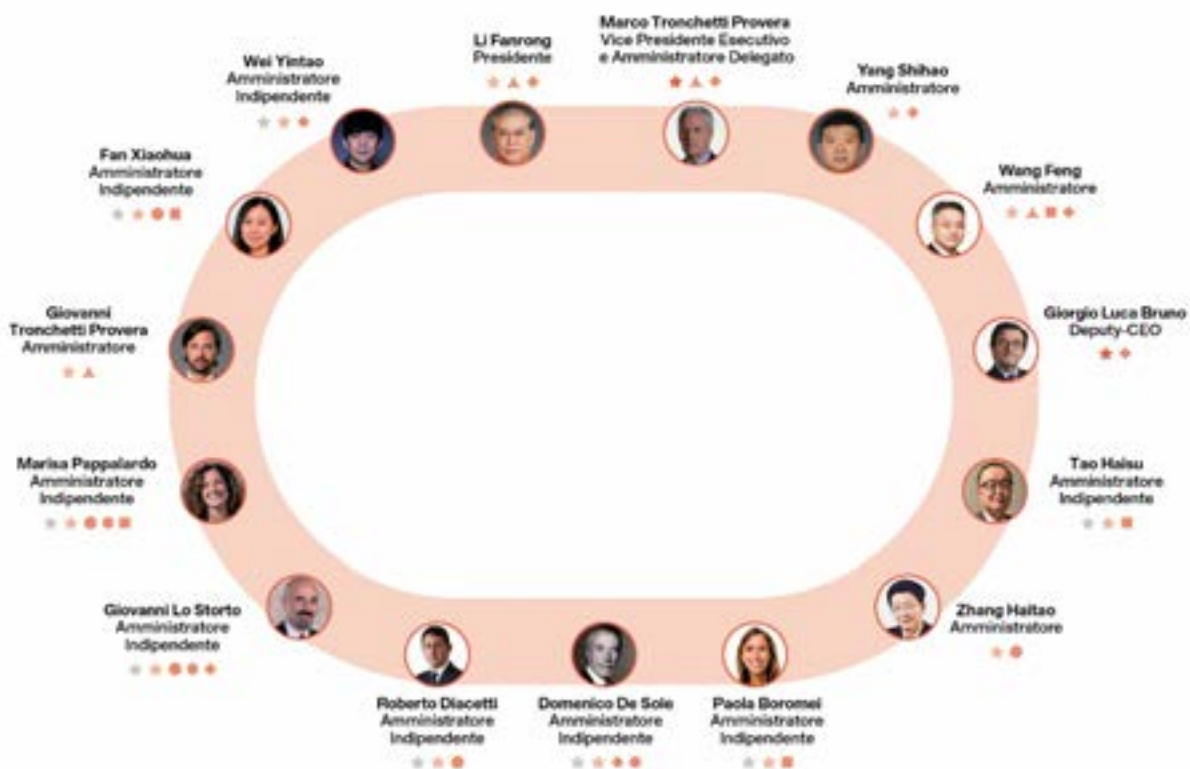 Marco Tronchetti Provera
Vice Presidente Esecutivo
e Amministratore Delegato
Li Fanrong
Presidente
Wei Yintao
Amministratore
Indipendente
Yang Shihao
Amministratore
Fan Xiaohua
Amministratore
Indipendente
Wang Feng
Amministratore
Giovanni
Tronchetti Provera
Amministratore
Giorgio Luca Bruno
Deputy-CEO
Marisa Pappalardo
Amministratore
Indipendente
Tao Haisu
Amministratore
Indipendente
Giovanni Lo Storto
Amministratore
Indipendente
Zhang Haitao
Amministratore
Roberto Diacetti
Amministratore
Indipendente
Domenico De Sole
Amministratore
Indipendente
Paola Boromei
Amministratore
Indipendente